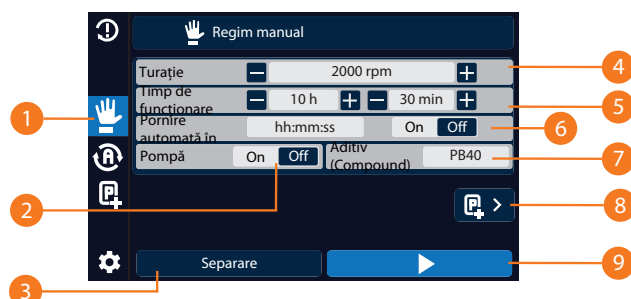 Regim manual
Turație
2000 rpm
4
Timp de
funcționare
10 h
30 min
5
1
Pornire
automată în
hh:mm:ss
On Off
6
Pompă
On Off
Aditiv
(Compound)
PB40
7
A
P
2
P
8
Separare
9
3